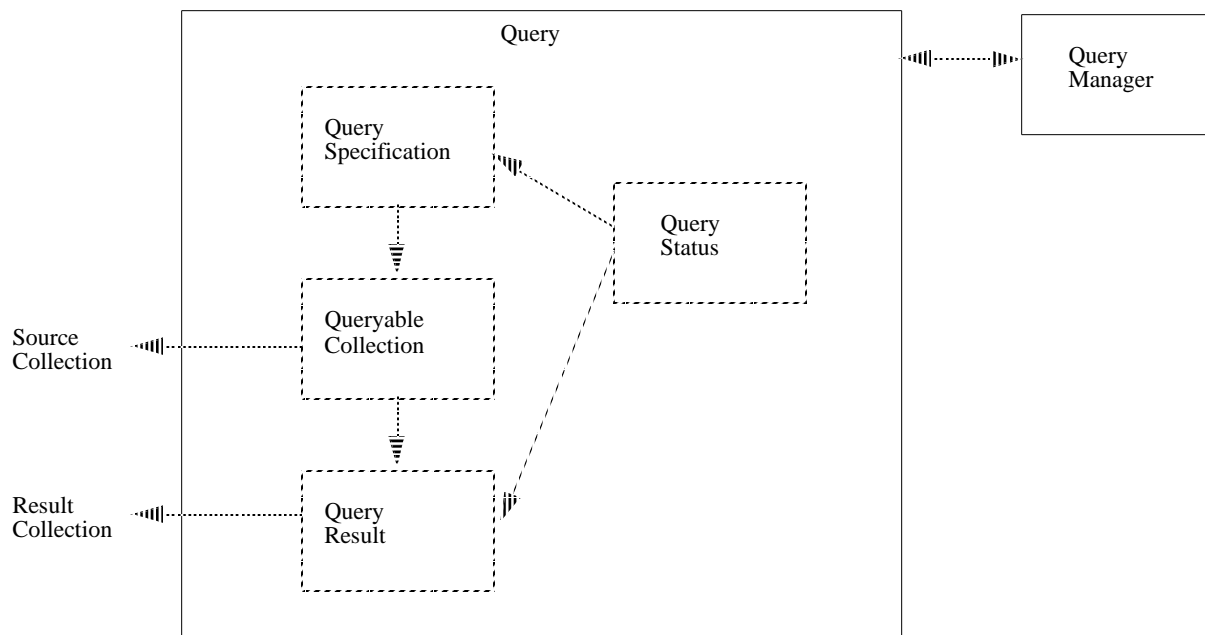 Query
Query
Manager
Query
Specification
Query
Status
Queryable
Collection
Source
Collection
Query
Result
Result
Collection